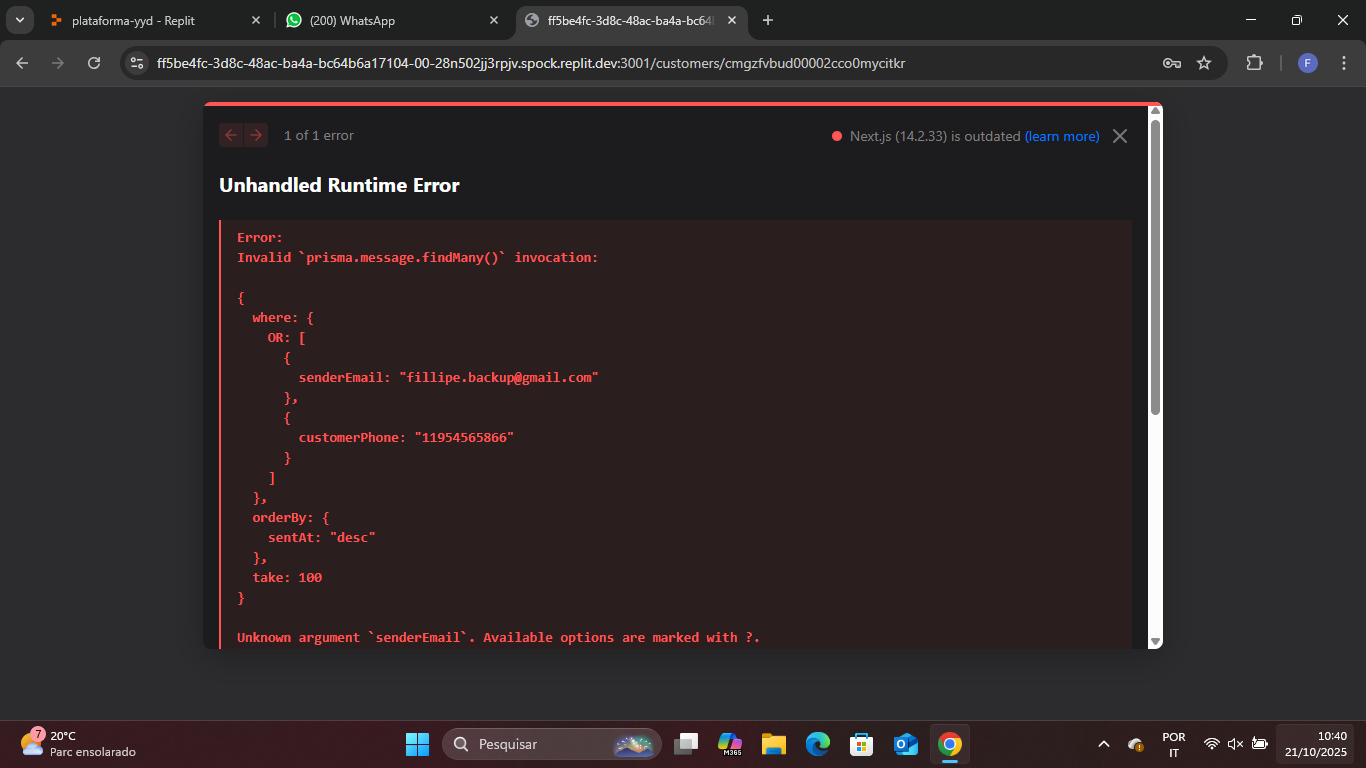 plataforma-yyd - Replit
(200) WhatsApp
ff5be4fc-3d8c-48ac-ba4a-bc64
ff5be4fc-3d8c-48ac-ba4a-bc64b6a17104-00-28n502jj3rpjv.spock.replit.dev:3001/customers/cmgzfvbud00002cco0mycitkr
F
1 of 1 error
Next.js (14.2.33) is outdated (learn more)
Unhandled Runtime Error
Error:
Invalid `prisma.message.findMany()` invocation:
{
where: {
OR: [
{
senderEmail: "fillipe.backup@gmail.com"
},
{
customerPhone: "11954565866"
}
]
},
orderBy: {
sentAt: "desc"
},
take: 100
}
Unknown argument `senderEmail`. Available options are marked with ?.
7
20°C
Parc ensolarado
Pesquisar
M365
POR
IT
10:40
21/10/2025